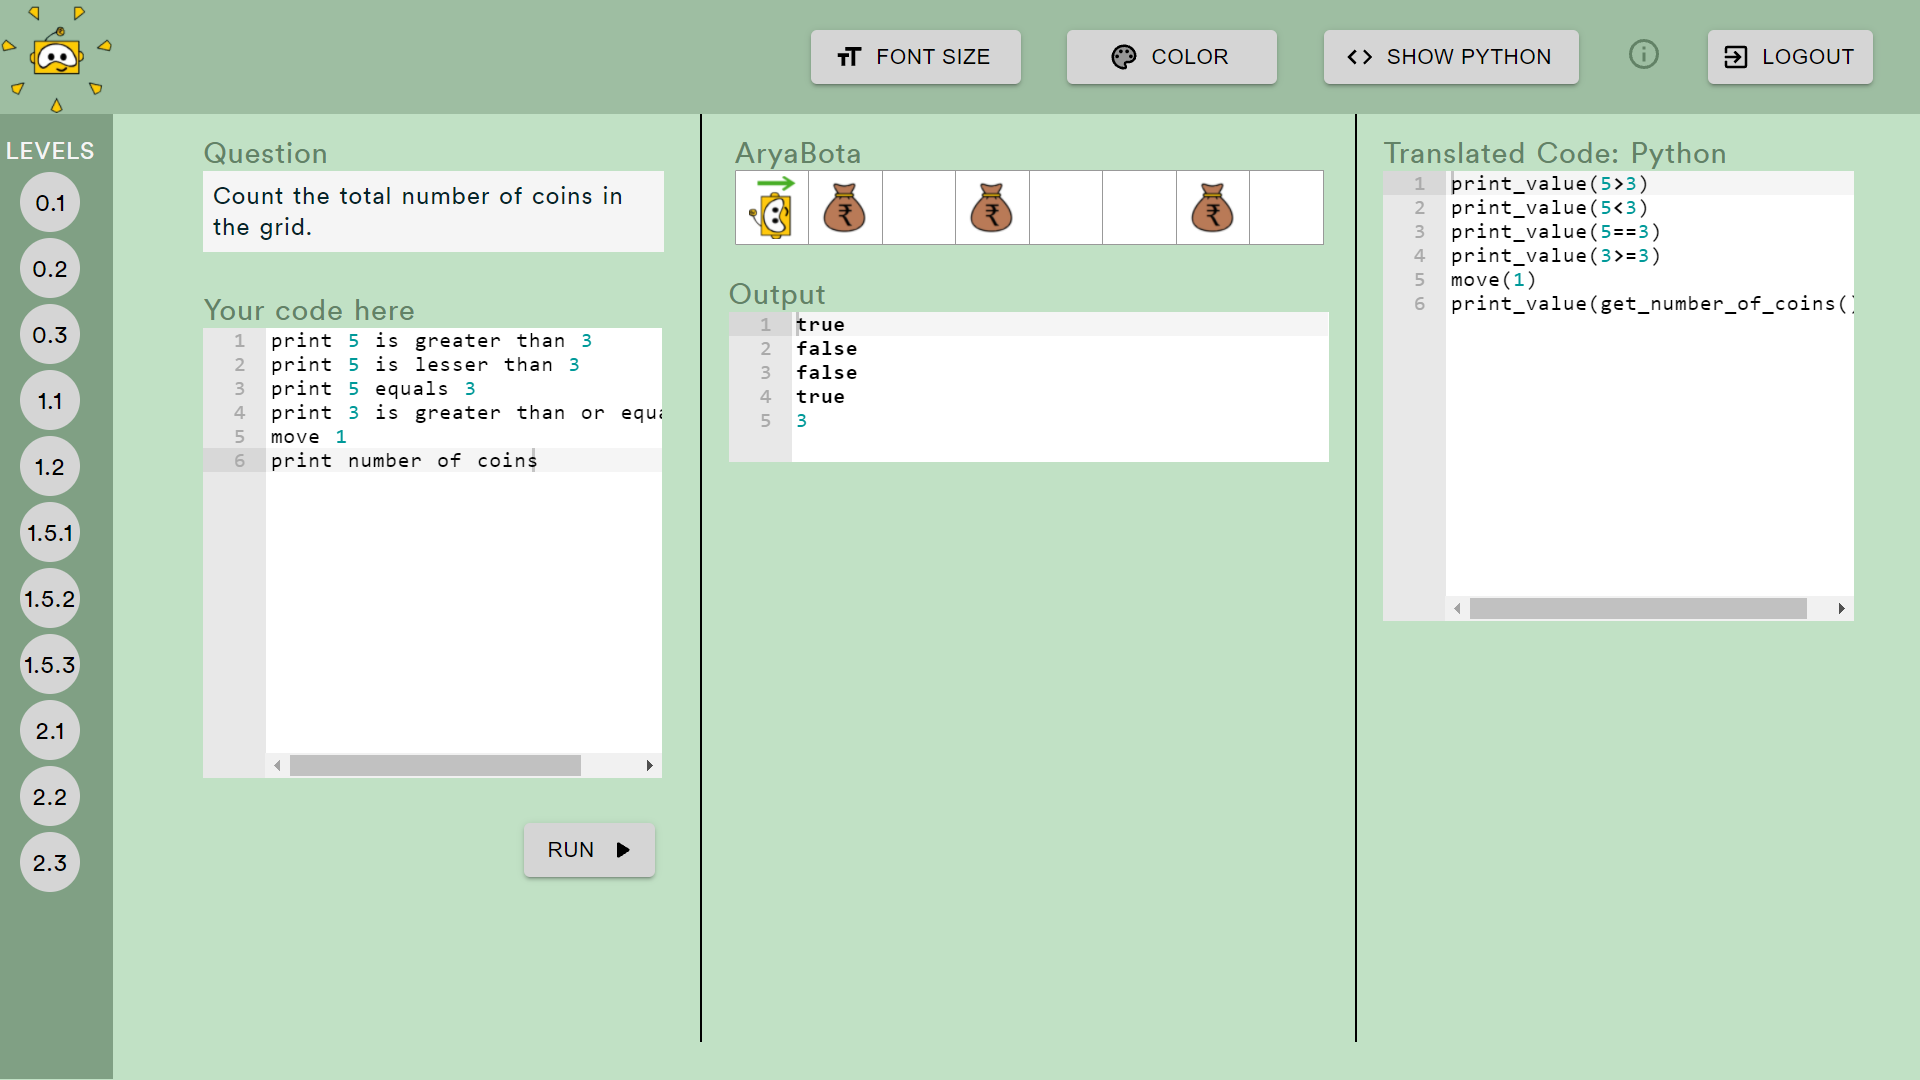 FONT SIZE
COLOR
SHOW PYTHON
LOGOUT
LEVELS
0.1
0.2
0.3
1.1
1.2
1.5.1
1.5.2
1.5.3
2.1
2.2
2.3
Question
Count the total number of coins in
the grid.
Your code here
1 print 5 is greater than 3
2 print 5 is lesser than 3
3 print 5 equals 3
4 print 3 is greater than or
5 move 1
6 print number of coins
RUN
AryaBota
₹ ₹ ₹
Output
1 true
2 false
3 false
4 true
5 3
Translated Code: Python
1 print_value(5>3)
2 print_value(5<3)
3 print_value(5==3)
4 print_value(3>=3)
5 move(1)
6 print_value(get_number_of_coins()